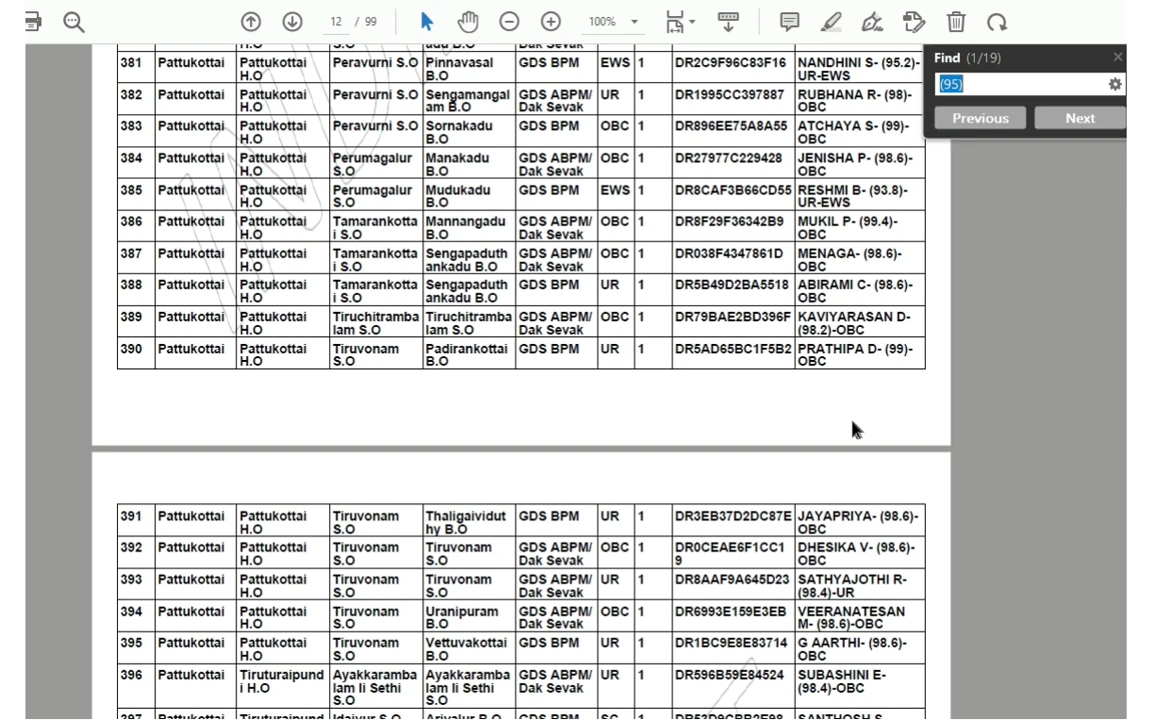 12 / 99 100%
Find (1/19)
(95)
Previous Next
381 Pattukottai Pattukottai H.O Peravurni S.O Pinnavasal B.O GDS BPM EWS 1 DR2C9F96C83F16 NANDHINI S- (95.2)-UR-EWS
382 Pattukottai Pattukottai H.O Peravurni S.O Sengamangalam B.O GDS ABPM/ Dak Sevak UR 1 DR1995CC397887 RUBHANA R- (98)-OBC
383 Pattukottai Pattukottai H.O Peravurni S.O Sornakadu B.O GDS BPM OBC 1 DR896EE75A8A55 ATCHAYA S- (99)-OBC
384 Pattukottai Pattukottai H.O Perumagalur S.O Manakadu B.O GDS ABPM/ Dak Sevak OBC 1 DR27977C229428 JENISHA P- (98.6)-OBC
385 Pattukottai Pattukottai H.O Perumagalur S.O Mudukadu B.O GDS BPM EWS 1 DR8CAF3B66CD55 RESHMI B- (93.8)-UR-EWS
386 Pattukottai Pattukottai H.O Tamarankottai S.O Mannangadu B.O GDS ABPM/ Dak Sevak OBC 1 DR8F29F36342B9 MUKIL P- (99.4)-OBC
387 Pattukottai Pattukottai H.O Tamarankottai S.O Sengapaduthankadu B.O GDS ABPM/ Dak Sevak OBC 1 DR038F4347861D MENAGA- (98.6)-OBC
388 Pattukottai Pattukottai H.O Tamarankottai S.O Sengapaduthankadu B.O GDS BPM UR 1 DR5B49D2BA5518 ABIRAMI C- (98.6)-OBC
389 Pattukottai Pattukottai H.O Tiruchitrambalam S.O Tiruchitrambalam S.O GDS ABPM/ Dak Sevak OBC 1 DR79BAE2BD396F KAVIYARASAN D- (98.2)-OBC
390 Pattukottai Pattukottai H.O Tiruvonam S.O Padirankottai B.O GDS BPM UR 1 DR5AD65BC1F5B2 PRATHIPA D- (99)-OBC
391 Pattukottai Pattukottai H.O Tiruvonam S.O Thaligaividuthy B.O GDS BPM UR 1 DR3EB37D2DC87E JAYAPRIYA- (98.6)-OBC
392 Pattukottai Pattukottai H.O Tiruvonam S.O Tiruvonam S.O GDS ABPM/ Dak Sevak OBC 1 DR0CEAE6F1CC19 DHESIKA V- (98.6)-OBC
393 Pattukottai Pattukottai H.O Tiruvonam S.O Tiruvonam S.O GDS ABPM/ Dak Sevak UR 1 DR8AAF9A645D23 SATHYAJOTHI R- (98.4)-UR
394 Pattukottai Pattukottai H.O Tiruvonam S.O Uranipuram B.O GDS ABPM/ Dak Sevak OBC 1 DR6993E159E3EB VEERANATESAN M- (98.6)-OBC
395 Pattukottai Pattukottai H.O Tiruvonam S.O Vettuvakottai B.O GDS BPM UR 1 DR1BC9E8E83714 G AARTHI- (98.6)-OBC
396 Pattukottai Tiruturaipundi H.O Ayakkarambalam Ii Sethi S.O Ayakkarambalam Ii Sethi S.O GDS ABPM/ Dak Sevak UR 1 DR596B59E84524 SUBASHINI E- (98.4)-OBC